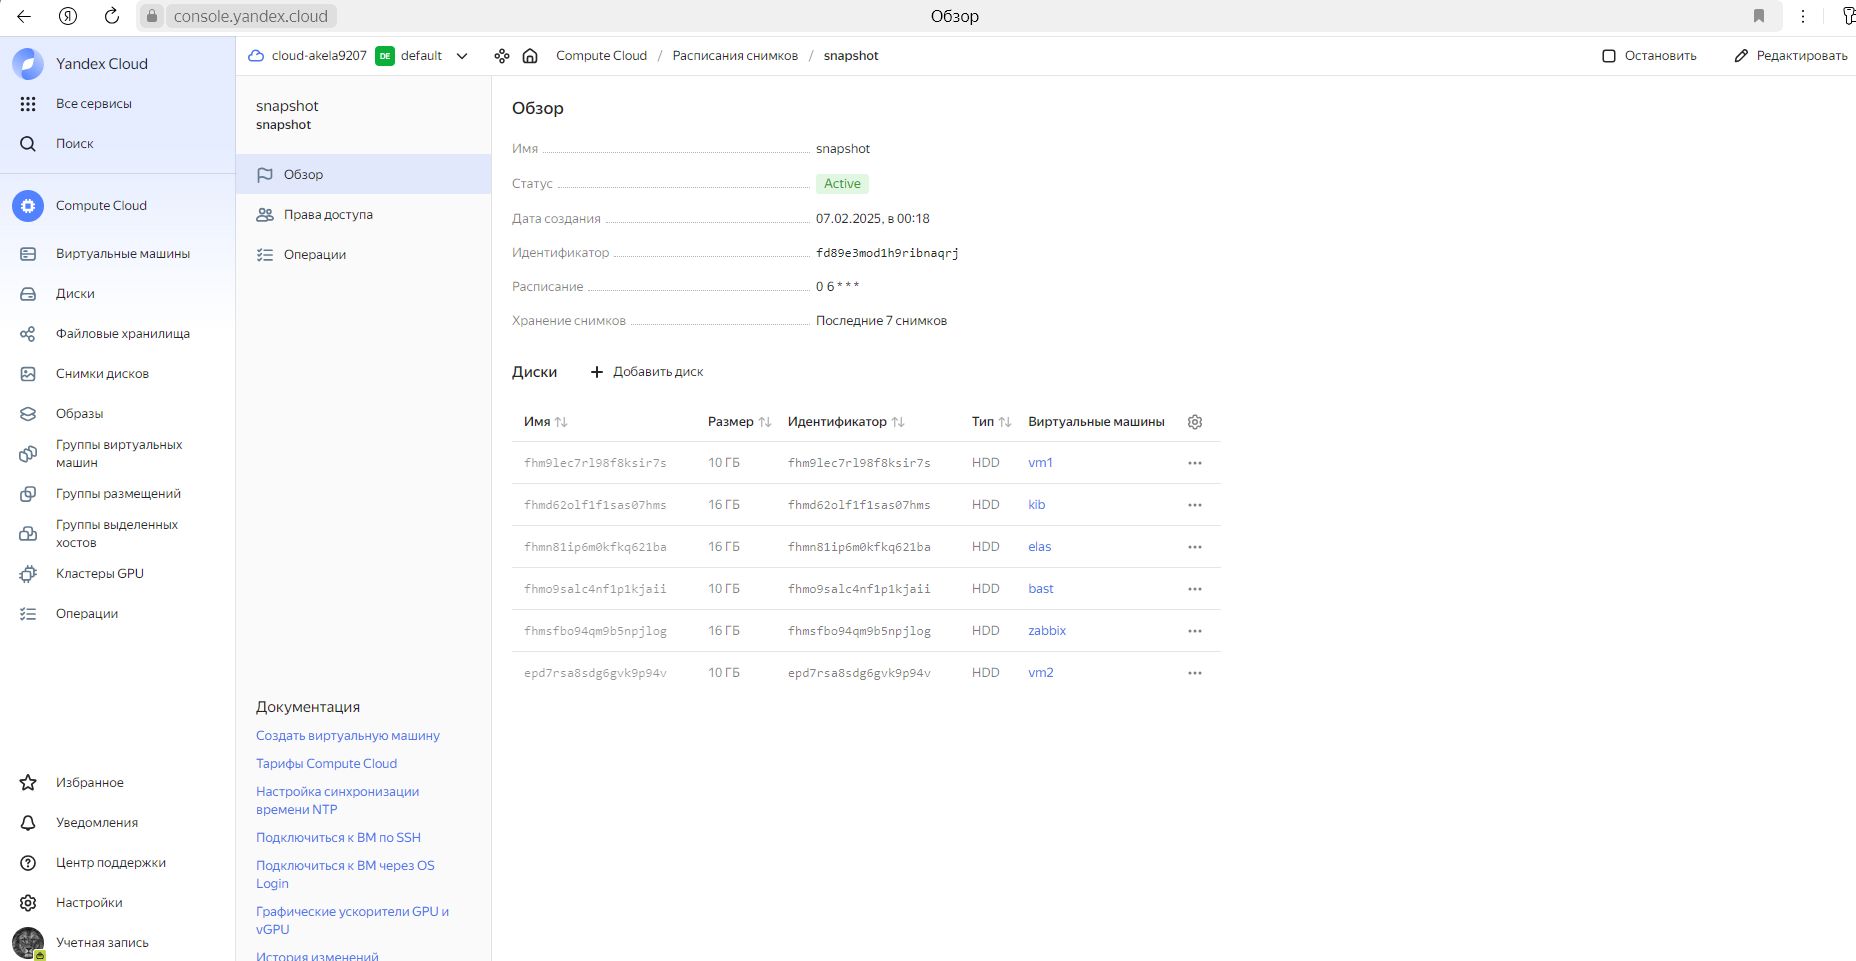 console.yandex.cloud
Обзор
Yandex Cloud
Все сервисы
Поиск
Compute Cloud
Виртуальные машины
Диски
Файловые хранилища
Снимки дисков
Образы
Группы виртуальных
машин
Группы размещений
Группы выделенных
хостов
Кластеры GPU
Операции
Избранное
Уведомления
Центр поддержки
Настройки
Учетная запись
cloud-akela9207 DE default
Compute Cloud / Расписания снимков / snapshot
Остановить
Редактировать
snapshot
snapshot
Обзор
Права доступа
Операции
Документация
Создать виртуальную машину
Тарифы Compute Cloud
Настройка синхронизации
времени NTP
Подключиться к ВМ по SSH
Подключиться к ВМ через OS
Login
Графические ускорители GPU и
vGPU
История изменений
Обзор
Имя snapshot
Статус Active
Дата создания 07.02.2025, в 00:18
Идентификатор fd89e3mod1h9ribnaqrj
Расписание 0 6 * * *
Хранение снимков Последние 7 снимков
Диски + Добавить диск
Имя Размер Идентификатор Тип Виртуальные машины
fhm9lec7rl98f8ksir7s 10 ГБ fhm9lec7rl98f8ksir7s HDD vm1
fhmd62olf1f1sas07hms 16 ГБ fhmd62olf1f1sas07hms HDD kib
fhmn81ip6m0kfkq621ba 16 ГБ fhmn81ip6m0kfkq621ba HDD elas
fhmo9salc4nf1p1kjaii 10 ГБ fhmo9salc4nf1p1kjaii HDD bast
fhmsfbo94qm9b5npjlog 16 ГБ fhmsfbo94qm9b5npjlog HDD zabbix
epd7rsa8sdg6gvk9p94v 10 ГБ epd7rsa8sdg6gvk9p94v HDD vm2